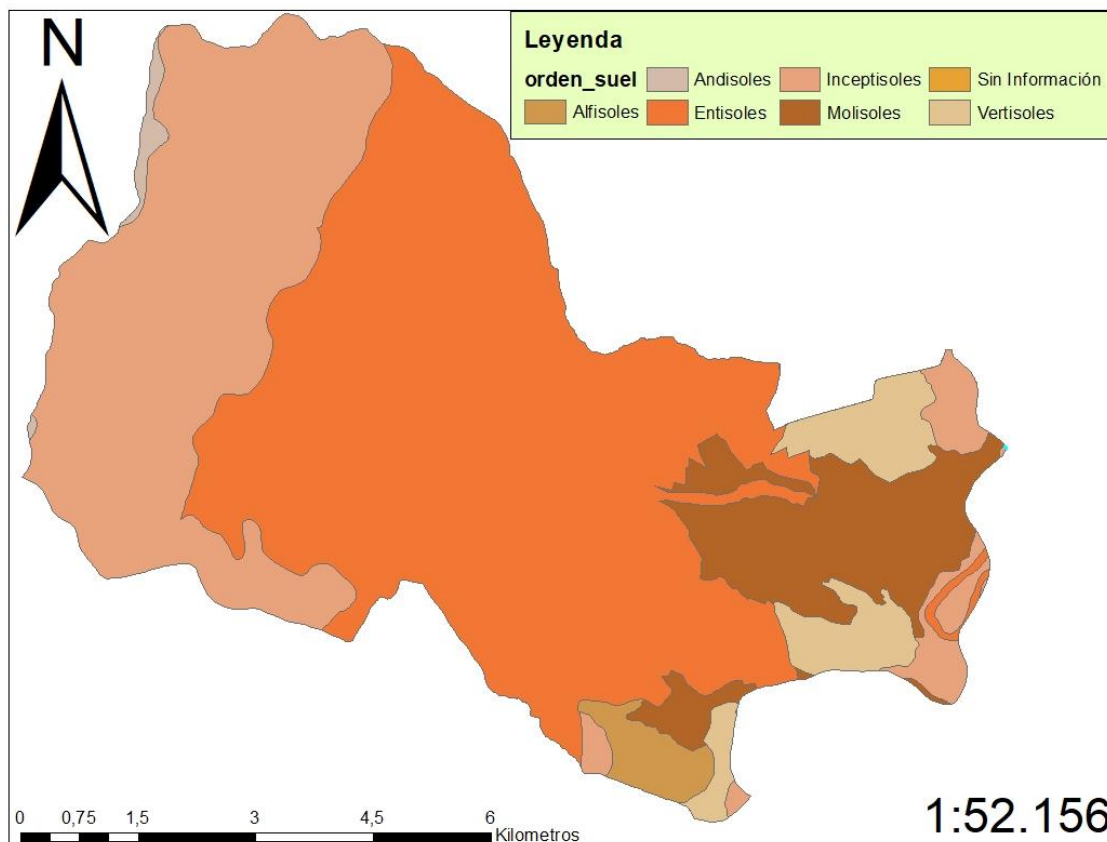 N
Leyenda
orden_suel Andisoles Inceptisoles Sin Información
Alfisoles Entisoles Molisoles Vertisoles
0 0,75 1,5 3 4,5 6
Kilometros
1:52.156